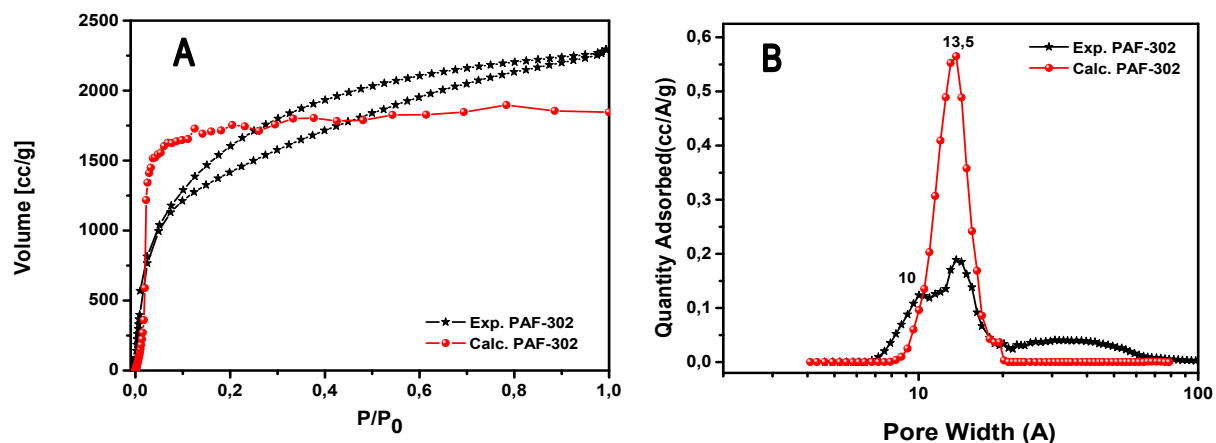 A
Volume [cc/g]
2500
2000
1500
1000
500
0
0,0 0,2 0,4 0,6 0,8 1,0
P/P0
Exp. PAF-302
Calc. PAF-302
B
Quantity Adsorbed(cc/A/g)
0,6
0,5
0,4
0,3
0,2
0,1
0,0
10 100
Pore Width (A)
13,5
10
Exp. PAF-302
Calc. PAF-302